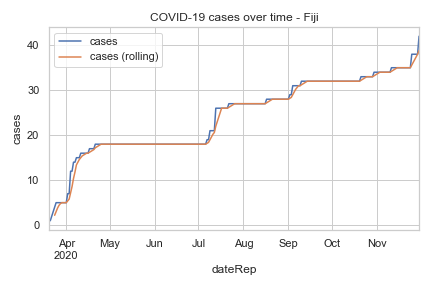 COVID-19 cases over time - Fiji
cases
cases (rolling)
40
30
20
10
0
cases
Apr
2020
May
Jun
Jul
Aug
Sep
Oct
Nov
dateRep